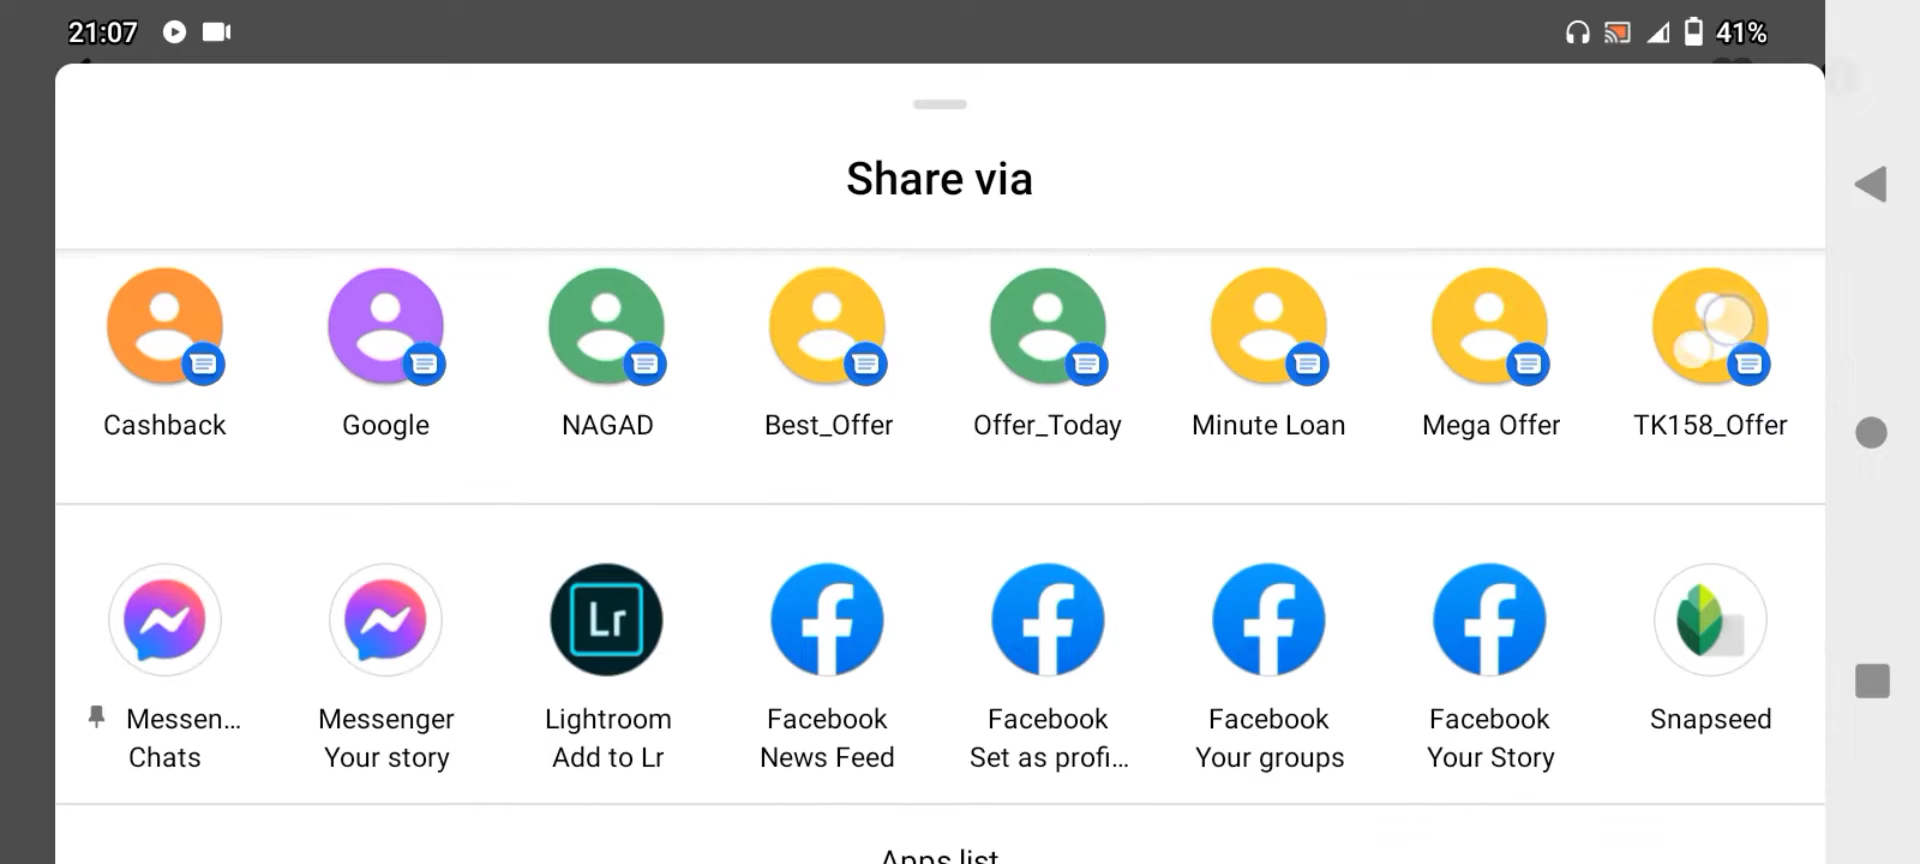 21:07
41%
Share via
Cashback
Google
NAGAD
Best_Offer
Offer_Today
Minute Loan
Mega Offer
TK158_Offer
Lr
Messen...
Chats
Messenger
Your story
Lightroom
Add to Lr
Facebook
News Feed
Facebook
Set as profi...
Facebook
Your groups
Facebook
Your Story
Snapseed
Apps list